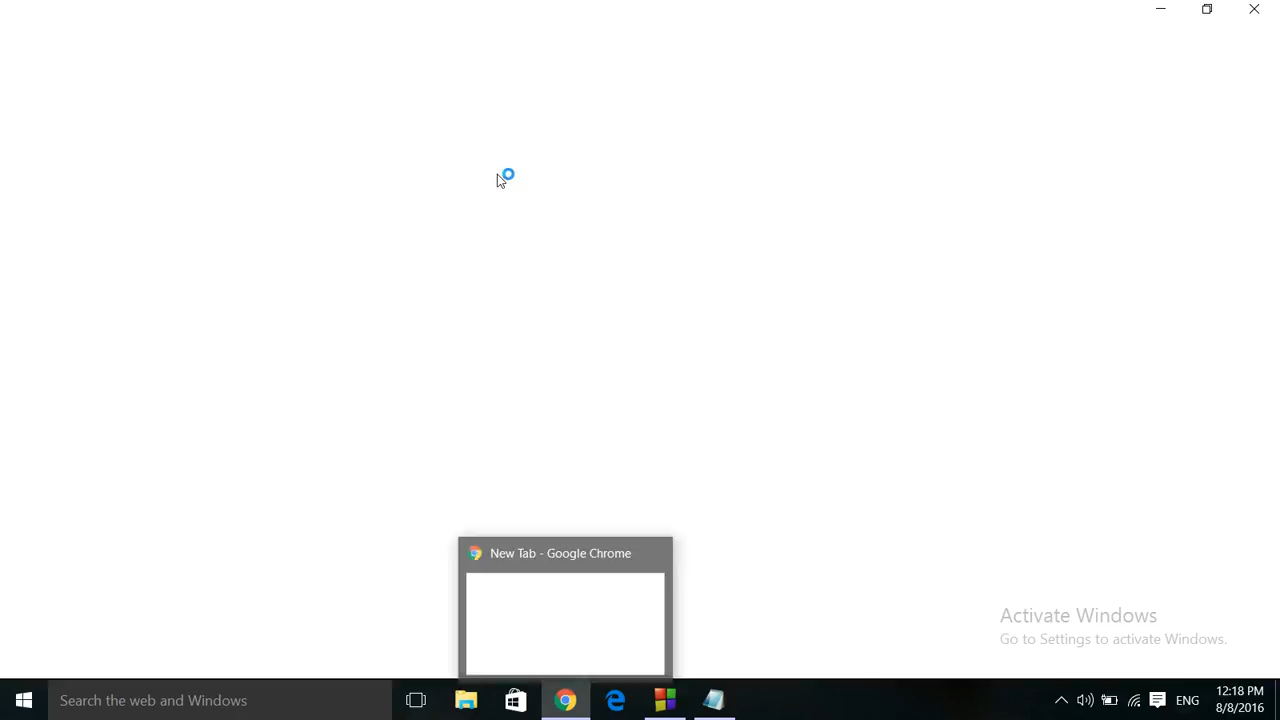 New Tab - Google Chrome
Activate Windows
Go to Settings to activate Windows.
Search the web and Windows
ENG
12:18 PM
8/8/2016